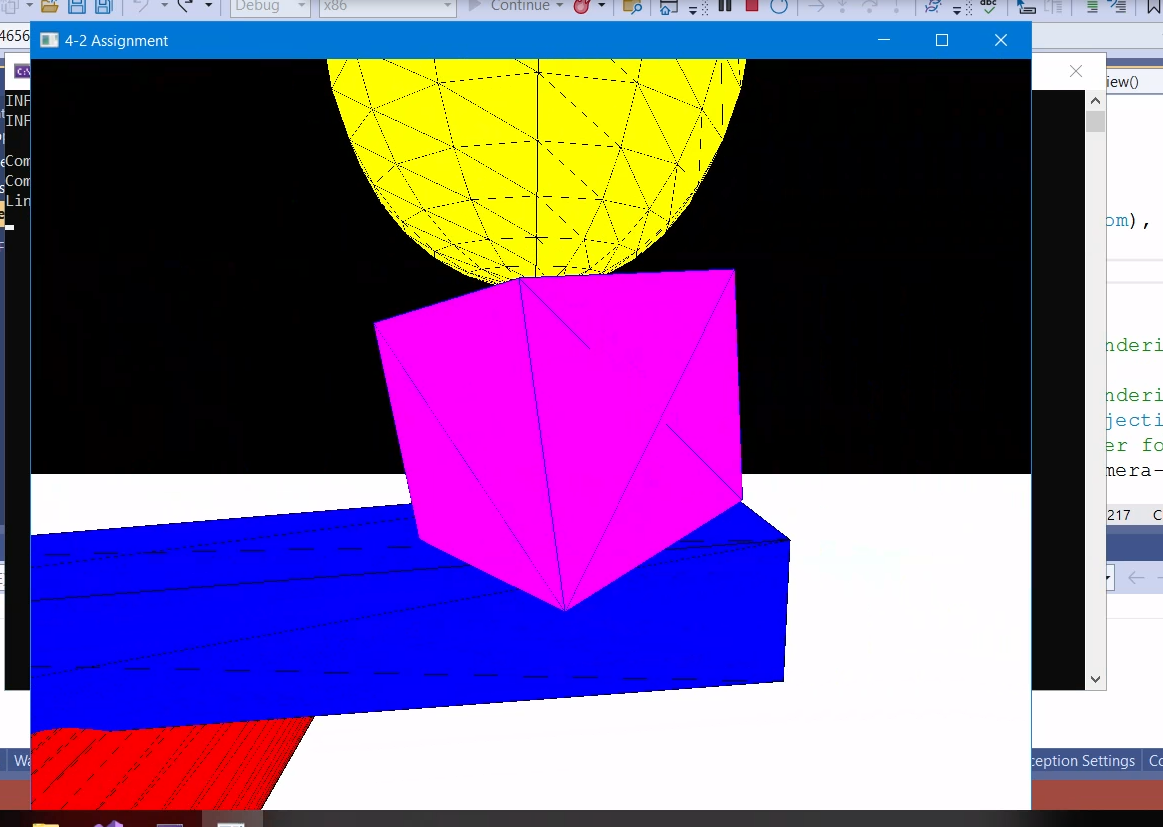 Debug x86 Continue
4656
4-2 Assignment
iew()
INF
INF
Com
Com
Lin
om),
nderi
nderi
jecti
er fo
mera-
217 C
Wa
ception Settings Co